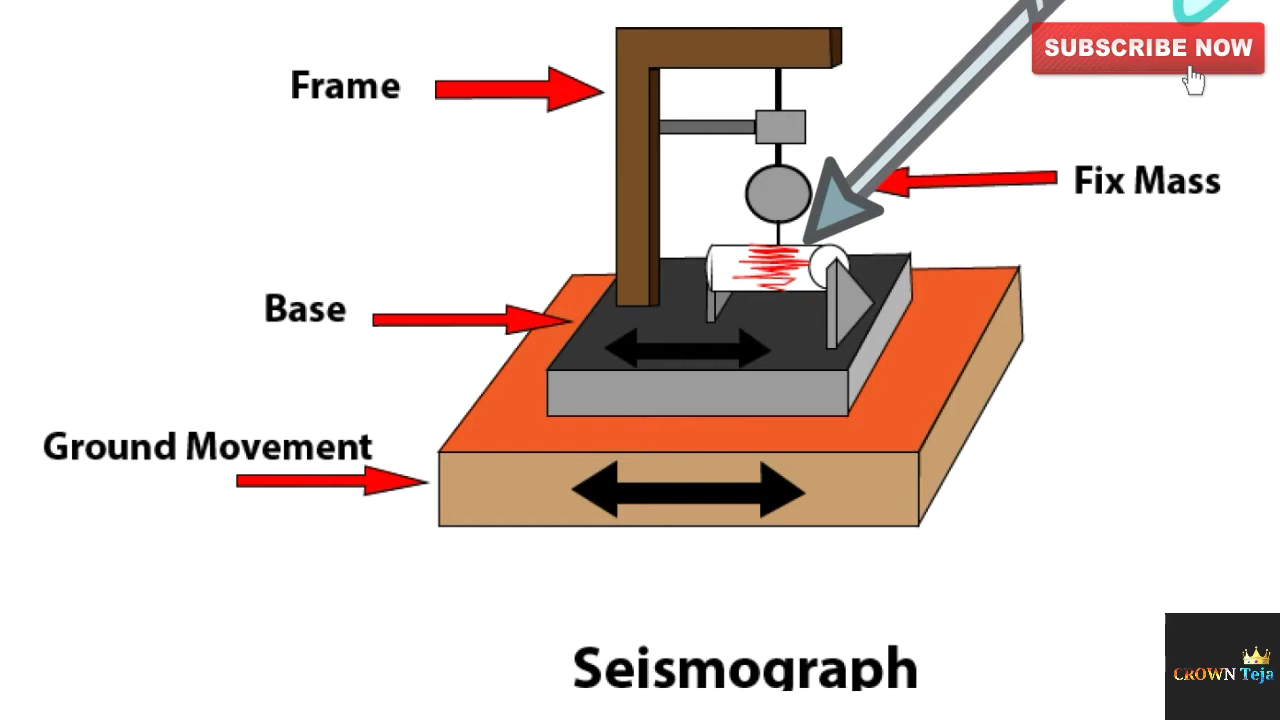 SUBSCRIBE NOW
Frame
Fix Mass
Base
Ground Movement
Seismograph
CROWN Teja